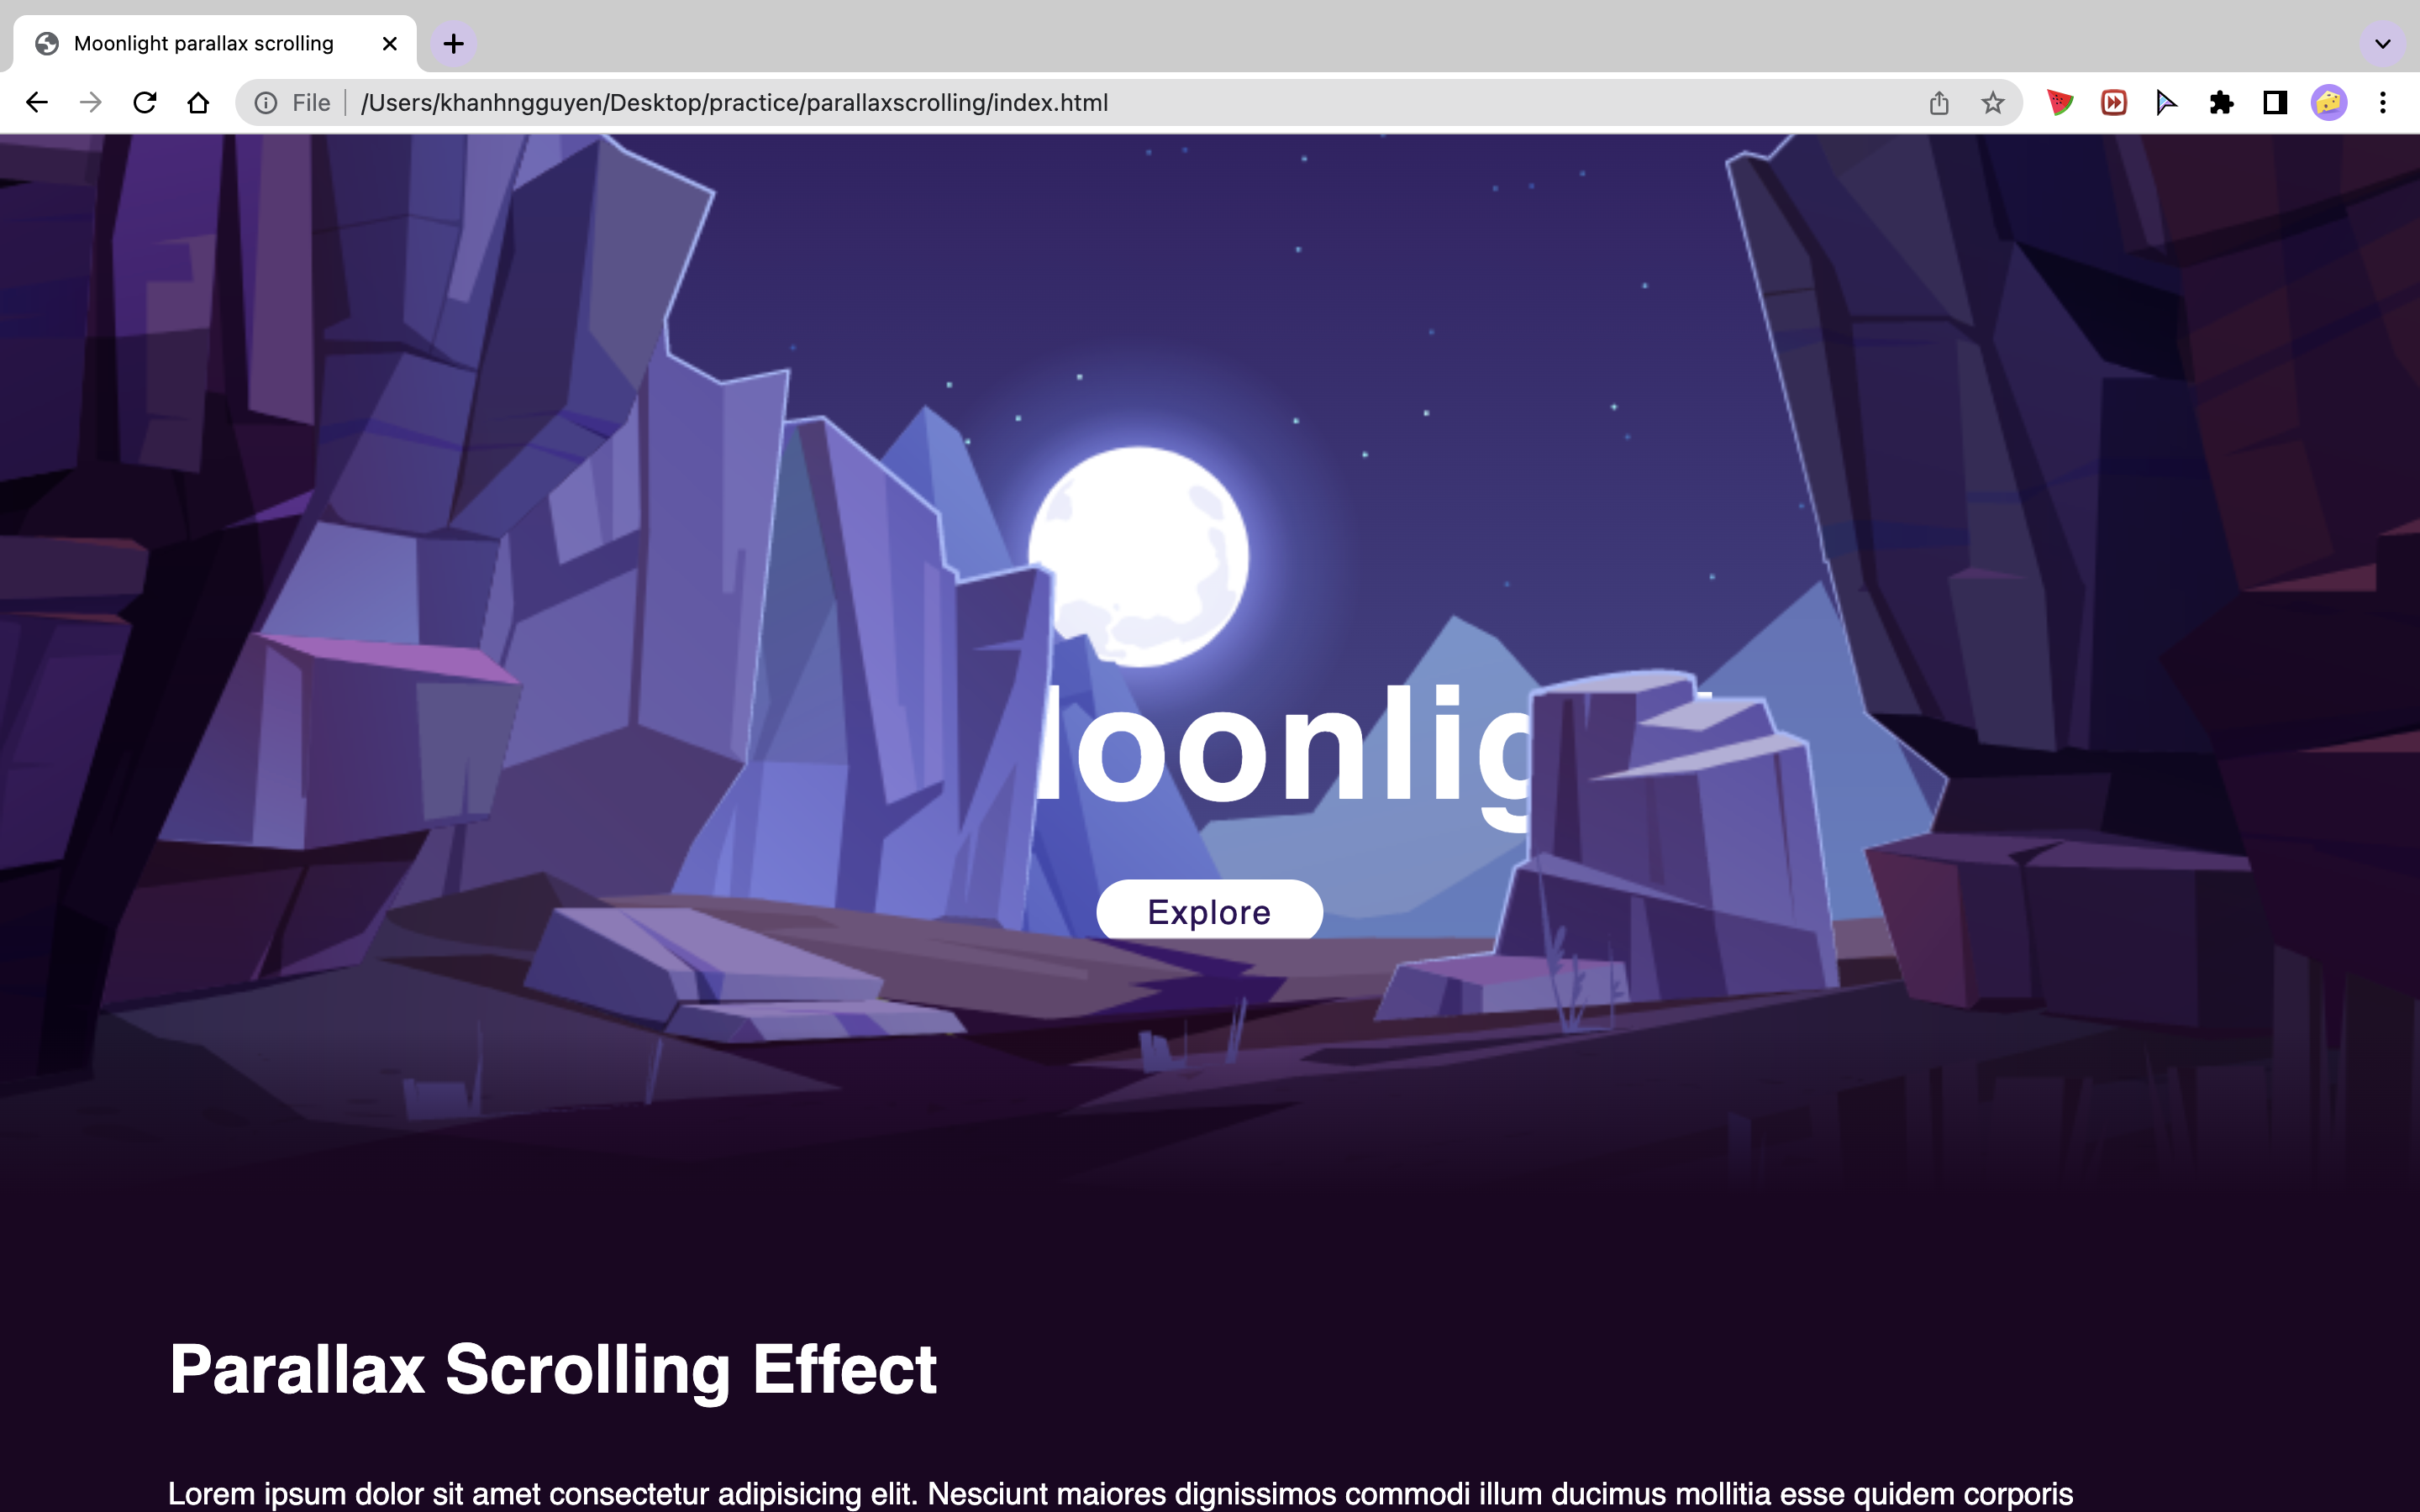 Moonlight parallax scrolling
File /Users/khanhngguyen/Desktop/practice/parallaxscrolling/index.html
oonlig
Explore
Parallax Scrolling Effect
Lorem ipsum dolor sit amet consectetur adipisicing elit. Nesciunt maiores dignissimos commodi illum ducimus mollitia esse quidem corporis